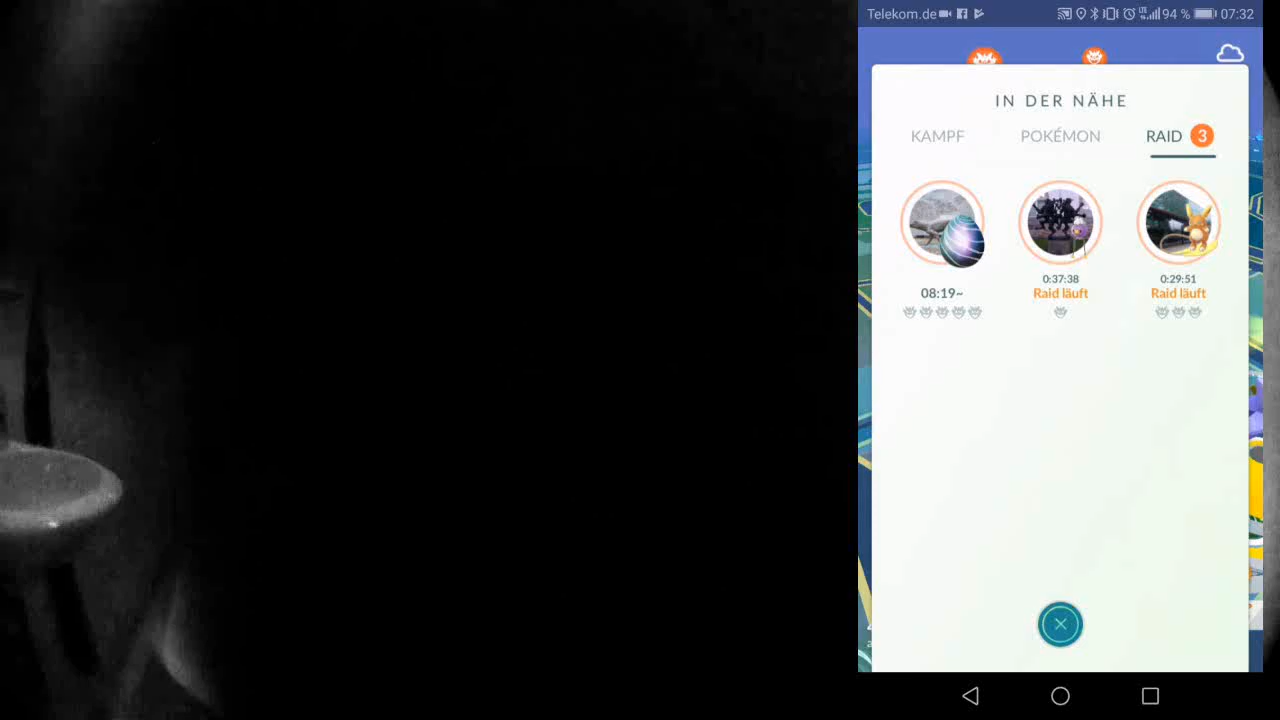 Telekom.de 94 % 07:32
IN DER NÄHE
KAMPF POKÉMON RAID 3
0:37:38 0:29:51
08:19~ Raid läuft Raid läuft